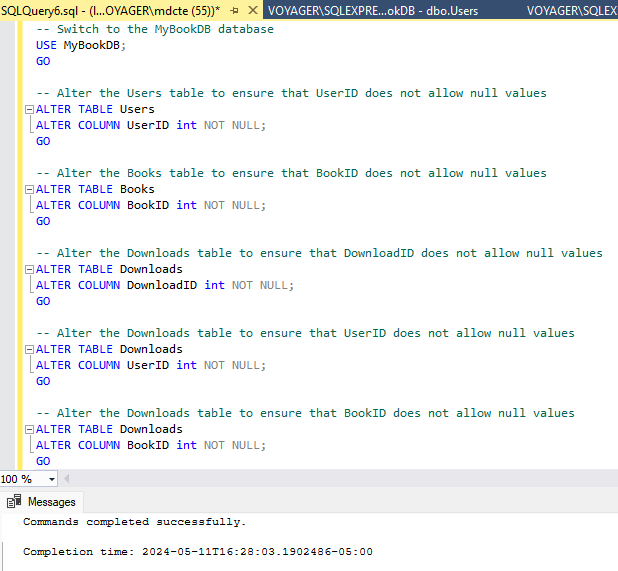 SQLQuery6.sql - (l...OYAGER\mdcte (55))* VOYAGER\SQLEXPRE...okDB - dbo.Users VOYAGER\SQLEX
-- Switch to the MyBookDB database
USE MyBookDB;
GO
-- Alter the Users table to ensure that UserID does not allow null values
ALTER TABLE Users
ALTER COLUMN UserID int NOT NULL;
GO
-- Alter the Books table to ensure that BookID does not allow null values
ALTER TABLE Books
ALTER COLUMN BookID int NOT NULL;
GO
-- Alter the Downloads table to ensure that DownloadID does not allow null values
ALTER TABLE Downloads
ALTER COLUMN DownloadID int NOT NULL;
GO
-- Alter the Downloads table to ensure that UserID does not allow null values
ALTER TABLE Downloads
ALTER COLUMN UserID int NOT NULL;
GO
-- Alter the Downloads table to ensure that BookID does not allow null values
ALTER TABLE Downloads
ALTER COLUMN BookID int NOT NULL;
GO
100 %
Messages
Commands completed successfully.
Completion time: 2024-05-11T16:28:03.1902486-05:00